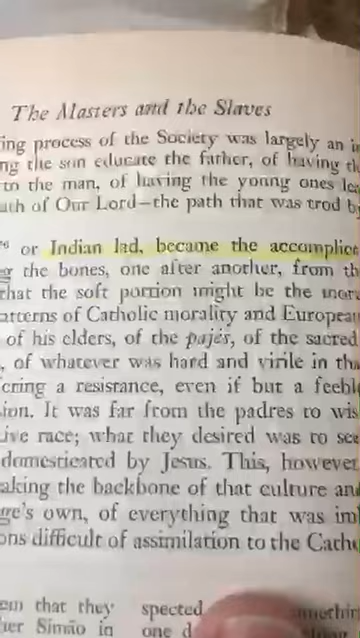 The Masters and the Slaves
ing process of the Society was largely an i
ng the son educate the father, of having th
to the man, of having the young ones lea
ath of Our Lord—the path that was trod b
or Indian lad, became the accomplice
g the bones, one after another, from th
that the soft portion might be the more
atterns of Catholic morality and European
of his elders, of the pajés, of the sacred
, of whatever was hard and virile in tha
ering a resistance, even if but a feeble
ion. It was far from the padres to wis
ive race; what they desired was to see
domesticated by Jesus. This, however
aking the backbone of that culture an
ge's own, of everything that was im
ons difficult of assimilation to the Catho
em that they spected
her Simão in one d